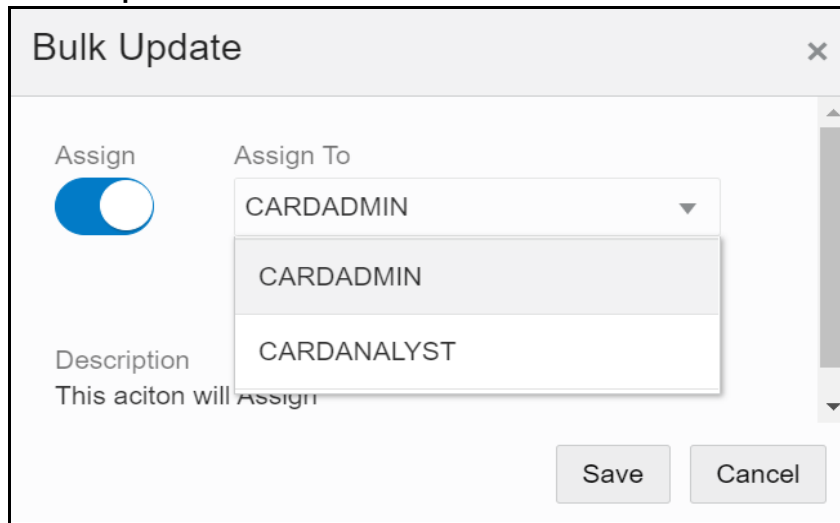 Bulk Update
×
Assign
Assign To
CARDADMIN
CARDADMIN
CARDANALYST
Description
This aciton will Assign
Save
Cancel